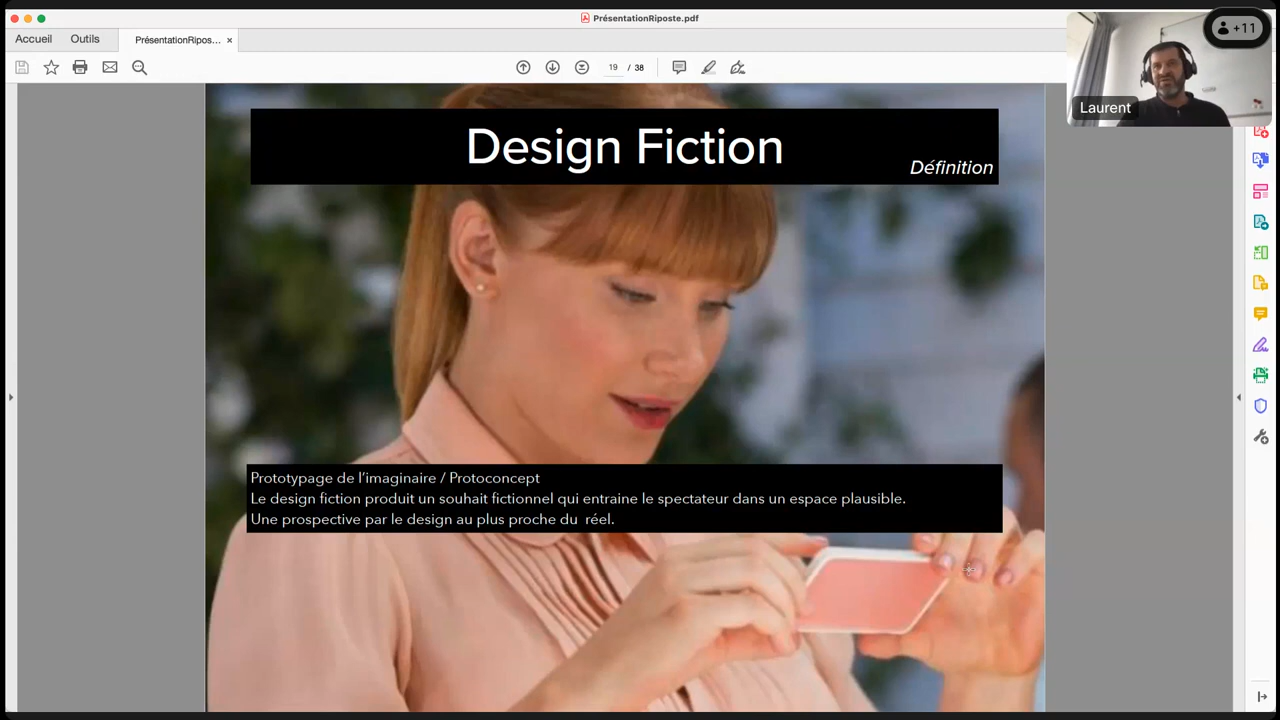 PrésentationRiposte.pdf
+11
Accueil Outils PrésentationRipos... ×
19 / 38
Laurent
Design Fiction
Définition
Prototypage de l'imaginaire / Protoconcept
Le design fiction produit un souhait fictionnel qui entraine le spectateur dans un espace plausible.
Une prospective par le design au plus proche du réel.